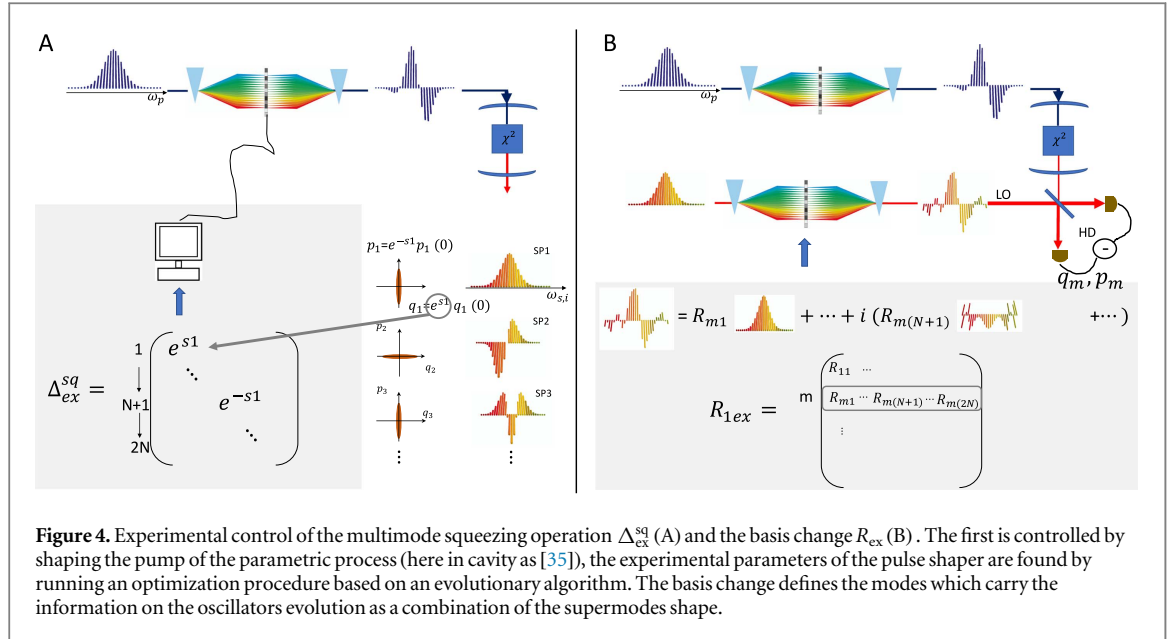 A
ω_p
χ²
p₁=e^{-s1}p₁ (0)
SP1
q₁=e^{s1} q₁ (0)
ω_{s,i}
p₂
q₂
SP2
p₃
q₃
SP3
⋮ ⋮
Δ_{ex}^{sq} =
1
N+1
2N
e^{s1}
⋱
e^{-s1}
⋱
B
ω_p
χ²
LO
HD
-
q_m, p_m
= R_{m1} + ⋯ + i (R_{m(N+1)} +⋯ )
R_{1ex} =
m
R_{11} ⋯
R_{m1} ⋯ R_{m(N+1)} ⋯ R_{m(2N)}
⋮
Figure 4. Experimental control of the multimode squeezing operation Δ_{ex}^{sq} (A) and the basis change R_{ex} (B) . The first is controlled by
shaping the pump of the parametric process (here in cavity as [35]), the experimental parameters of the pulse shaper are found by
running an optimization procedure based on an evolutionary algorithm. The basis change defines the modes which carry the
information on the oscillators evolution as a combination of the supermodes shape.